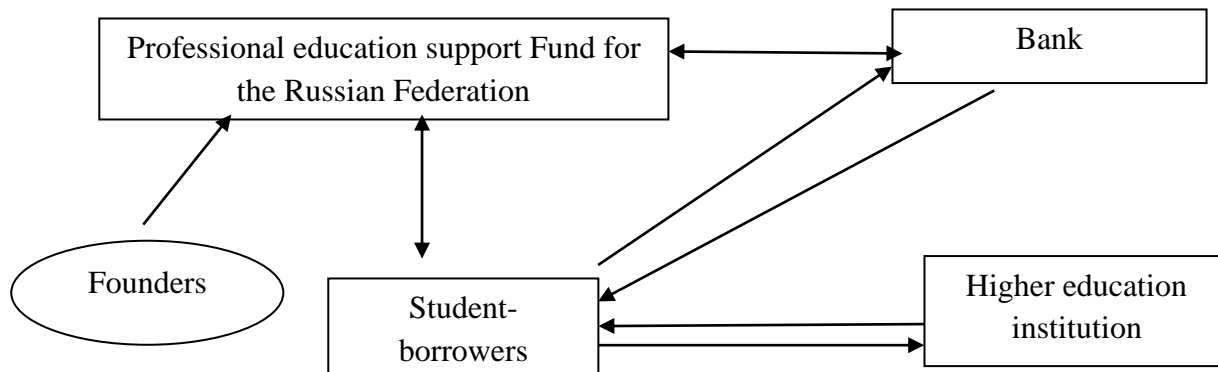 Professional education support Fund for
the Russian Federation
Bank
Founders
Student-
borrowers
Higher education
institution